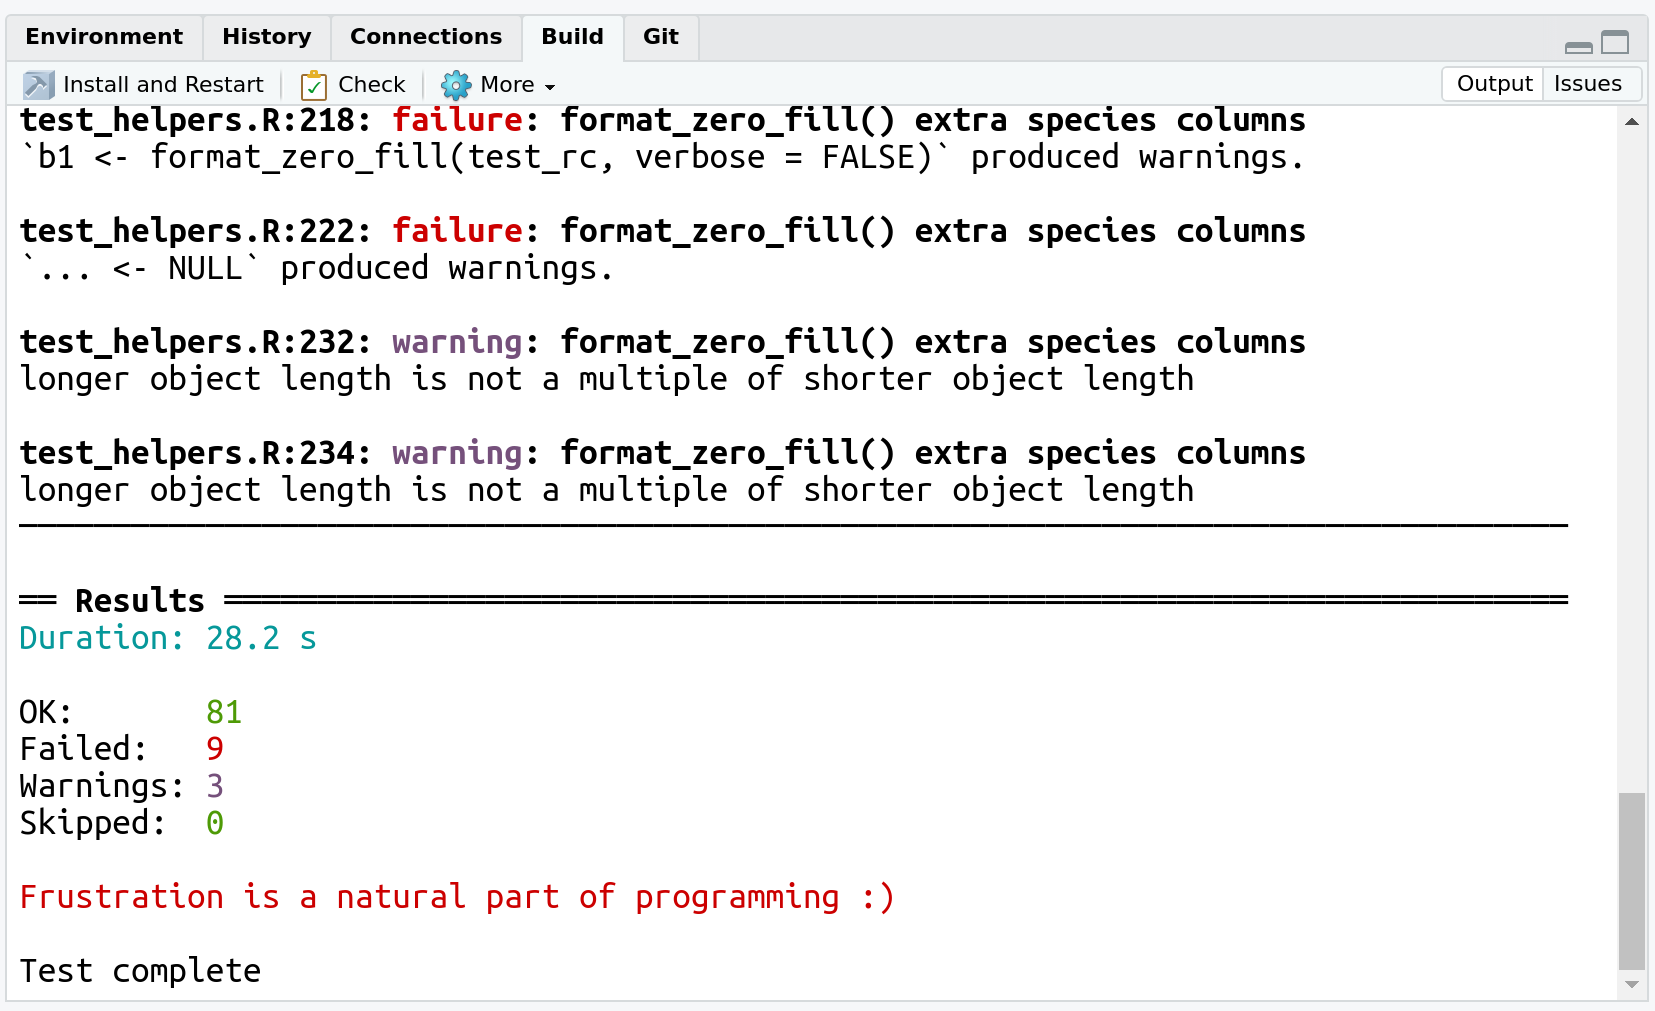 Environment History Connections Build Git
Install and Restart Check More Output Issues
test_helpers.R:218: failure: format_zero_fill() extra species columns
`b1 <- format_zero_fill(test_rc, verbose = FALSE)` produced warnings.
test_helpers.R:222: failure: format_zero_fill() extra species columns
`... <- NULL` produced warnings.
test_helpers.R:232: warning: format_zero_fill() extra species columns
longer object length is not a multiple of shorter object length
test_helpers.R:234: warning: format_zero_fill() extra species columns
longer object length is not a multiple of shorter object length
══ Results ════════════════════════════════════════════════════════════════════════
Duration: 28.2 s
OK: 81
Failed: 9
Warnings: 3
Skipped: 0
Frustration is a natural part of programming :)
Test complete